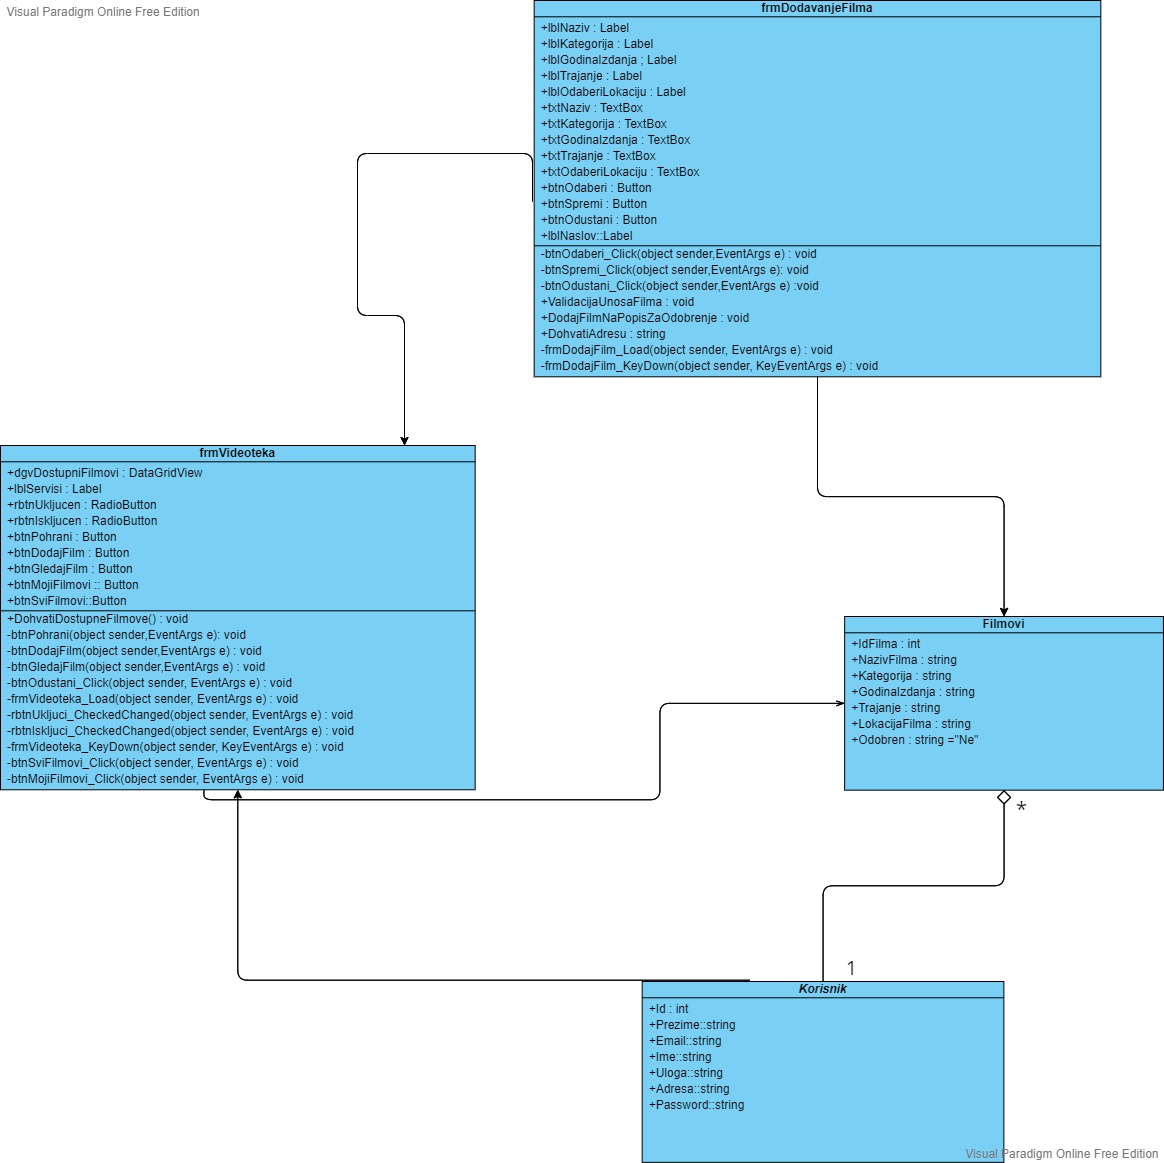 Visual Paradigm Online Free Edition
frmDodavanjeFilma
+lblNaziv : Label
+lblKategorija : Label
+lblGodinaIzdanja ; Label
+lblTrajanje : Label
+lblOdaberiLokaciju : Label
+txtNaziv : TextBox
+txtKategorija : TextBox
+txtGodinaIzdanja : TextBox
+txtTrajanje : TextBox
+txtOdaberiLokaciju : TextBox
+btnOdaberi : Button
+btnSpremi : Button
+btnOdustani : Button
+lblNaslov::Label
-btnOdaberi_Click(object sender,EventArgs e) : void
-btnSpremi_Click(object sender,EventArgs e): void
-btnOdustani_Click(object sender,EventArgs e) :void
+ValidacijaUnosaFilma : void
+DodajFilmNaPopisZaOdobrenje : void
+DohvatiAdresu : string
-frmDodajFilm_Load(object sender, EventArgs e) : void
-frmDodajFilm_KeyDown(object sender, KeyEventArgs e) : void
frmVideoteka
+dgvDostupniFilmovi : DataGridView
+lblServisi : Label
+rbtnUkljucen : RadioButton
+rbtnIskljucen : RadioButton
+btnPohrani : Button
+btnDodajFilm : Button
+btnGledajFilm : Button
+btnMojiFilmovi :: Button
+btnSviFilmovi::Button
+DohvatiDostupneFilmove() : void
-btnPohrani(object sender,EventArgs e): void
-btnDodajFilm(object sender,EventArgs e) : void
-btnGledajFilm(object sender,EventArgs e) : void
-btnOdustani_Click(object sender, EventArgs e) : void
-frmVideoteka_Load(object sender, EventArgs e) : void
-rbtnUkljuci_CheckedChanged(object sender, EventArgs e) : void
-rbtnIskljuci_CheckedChanged(object sender, EventArgs e) : void
-frmVideoteka_KeyDown(object sender, KeyEventArgs e) : void
-btnSviFilmovi_Click(object sender, EventArgs e) : void
-btnMojiFilmovi_Click(object sender, EventArgs e) : void
Filmovi
+IdFilma : int
+NazivFilma : string
+Kategorija : string
+GodinaIzdanja : string
+Trajanje : string
+LokacijaFilma : string
+Odobren : string ="Ne"
*
1
Korisnik
+Id : int
+Prezime::string
+Email::string
+Ime::string
+Uloga::string
+Adresa::string
+Password::string
Visual Paradigm Online Free Edition